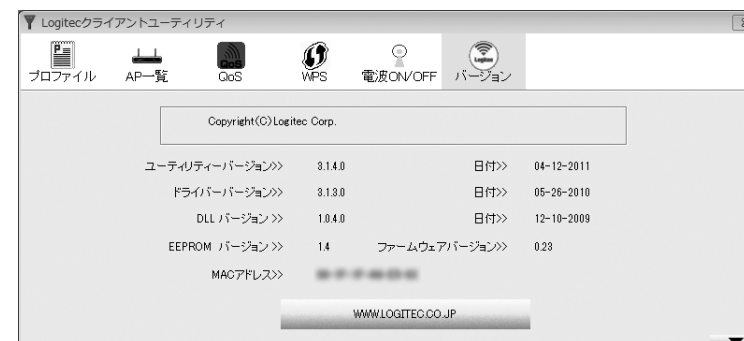 Logitecクライアントユーティリティ
プロファイル AP一覧 QoS WPS 電波ON/OFF バージョン
Copyright(C)Logitec Corp.
ユーティリティーバージョン>> 3.1.4.0 日付>> 04-12-2011
ドライバーバージョン>> 3.1.3.0 日付>> 05-26-2010
DLL バージョン >> 1.0.4.0 日付>> 12-10-2009
EEPROM バージョン >> 1.4 ファームウェアバージョン>> 0.23
MACアドレス>>
WWW.LOGITEC.CO.JP